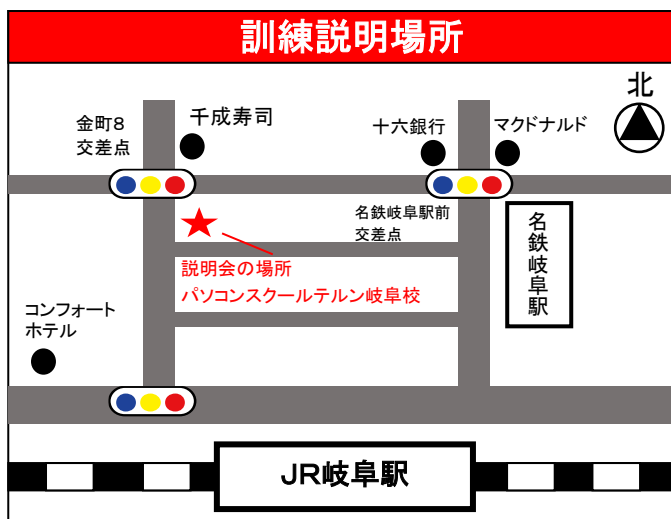 訓練説明場所
北
金町8
交差点
千成寿司
十六銀行
マクドナルド
名鉄岐阜駅前
交差点
名鉄岐阜駅
説明会の場所
パソコンスクールテルン岐阜校
コンフォート
ホテル
JR岐阜駅